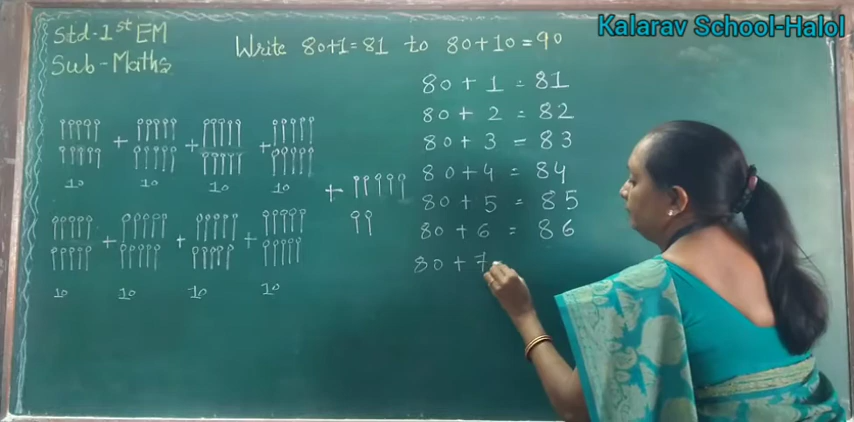 Kalarav School-Halol
Std-1st EM
Sub-Maths
Write 80+1=81 to 80+10=90
80+1=81
80+2=82
80+3=83
80+4=84
80+5=85
80+6=86
80+7
+ + +
10 10 10 10
+
+ + +
10 10 10 10